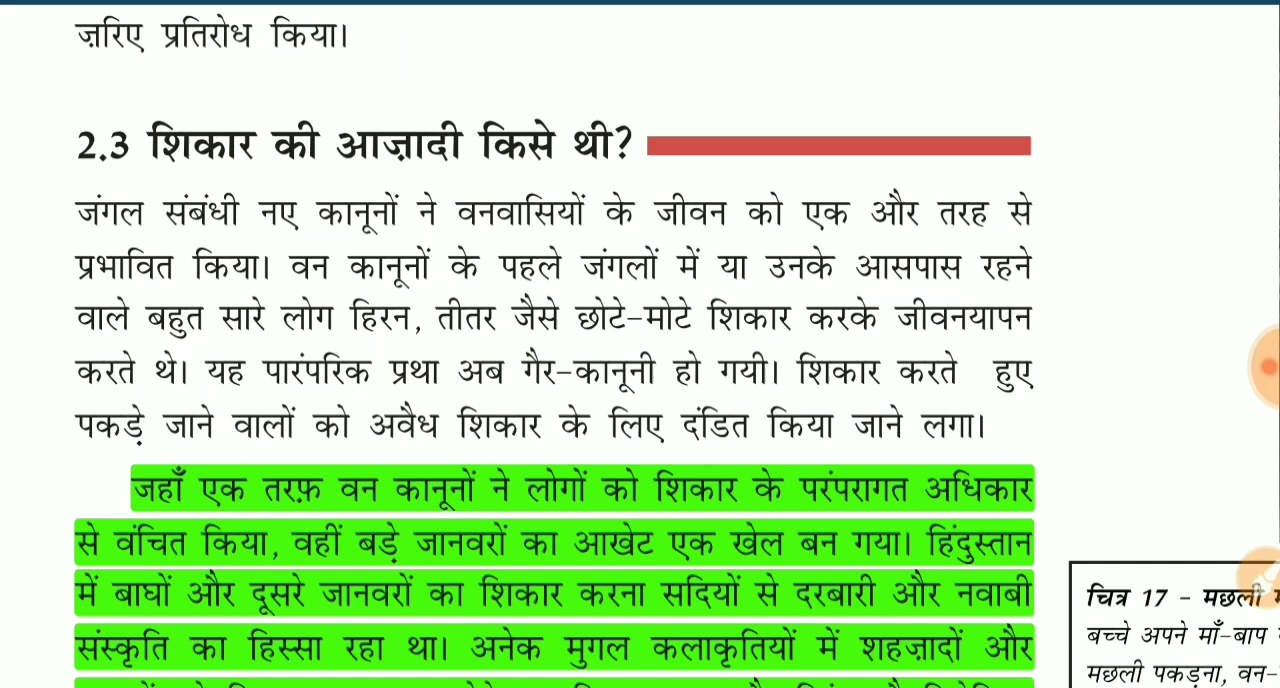 ज़रिए प्रतिरोध किया।
2.3 शिकार की आज़ादी किसे थी?
जंगल संबंधी नए कानूनों ने वनवासियों के जीवन को एक और तरह से
प्रभावित किया। वन कानूनों के पहले जंगलों में या उनके आसपास रहने
वाले बहुत सारे लोग हिरन, तीतर जैसे छोटे-मोटे शिकार करके जीवनयापन
करते थे। यह पारंपरिक प्रथा अब गैर-कानूनी हो गयी। शिकार करते हुए
पकड़े जाने वालों को अवैध शिकार के लिए दंडित किया जाने लगा।
जहाँ एक तरफ़ वन कानूनों ने लोगों को शिकार के परंपरागत अधिकार
से वंचित किया, वहीं बड़े जानवरों का आखेट एक खेल बन गया। हिंदुस्तान
में बाघों और दूसरे जानवरों का शिकार करना सदियों से दरबारी और नवाबी
संस्कृति का हिस्सा रहा था। अनेक मुगल कलाकृतियों में शहज़ादों और
चित्र 17 - मछली
बच्चे अपने माँ-बाप
मछली पकड़ना, वन-